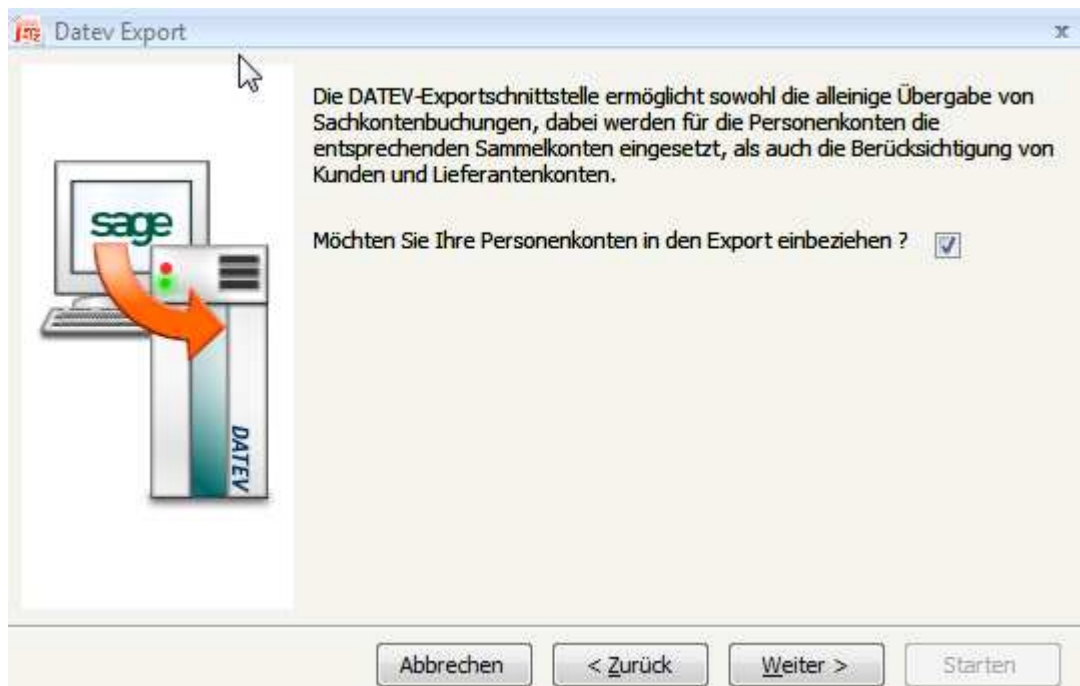 Datev Export
Die DATEV-Exportschnittstelle ermöglicht sowohl die alleinige Übergabe von
Sachkontenbuchungen, dabei werden für die Personenkonten die
entsprechenden Sammelkonten eingesetzt, als auch die Berücksichtigung von
Kunden und Lieferantenkonten.
Möchten Sie Ihre Personenkonten in den Export einbeziehen ?
sage
DATEV
Abbrechen
< Zurück
Weiter >
Starten